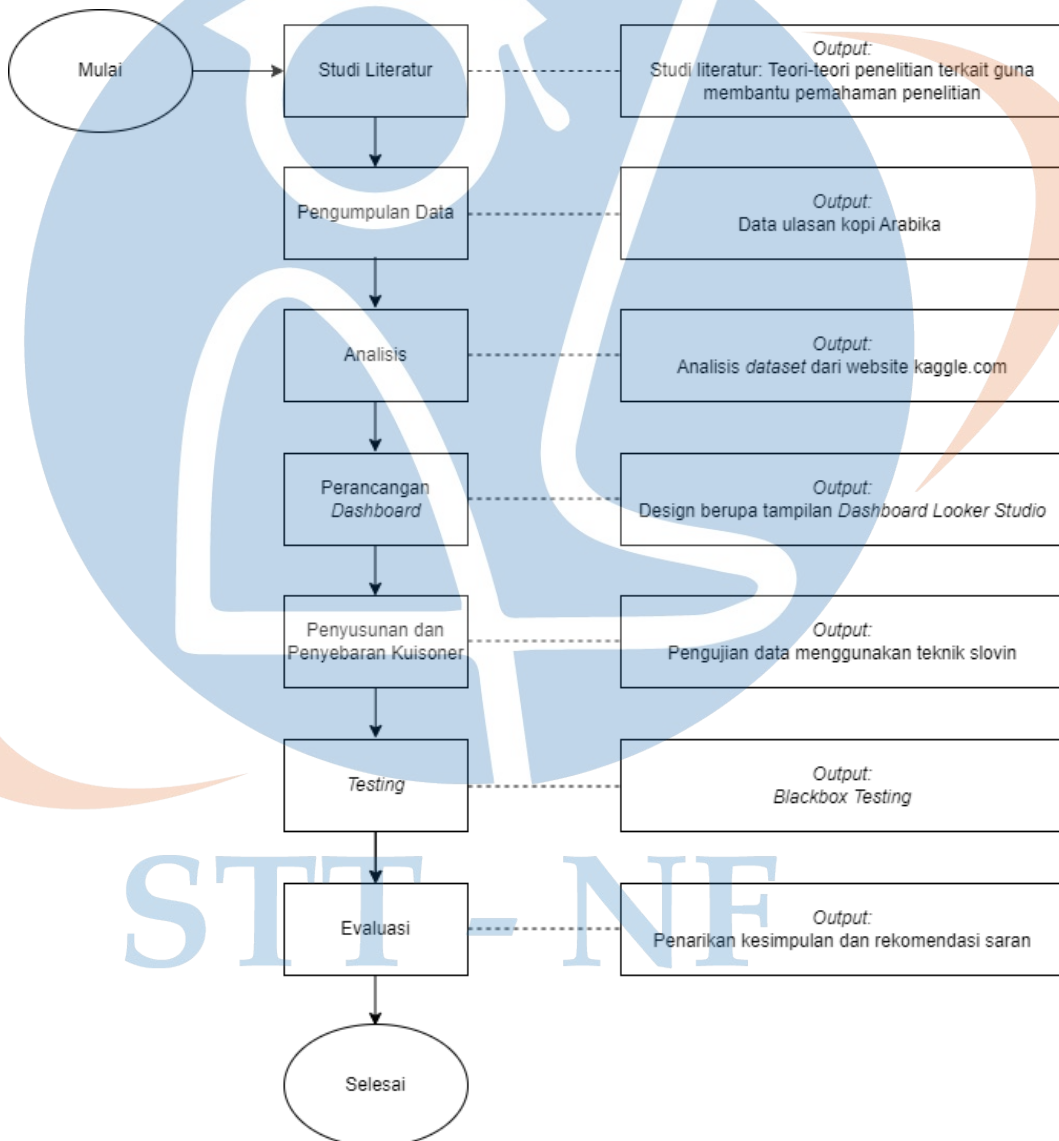 Mulai
Studi Literatur
Output:
Studi literatur: Teori-teori penelitian terkait guna
membantu pemahaman penelitian
Pengumpulan Data
Output:
Data ulasan kopi Arabika
Analisis
Output:
Analisis dataset dari website kaggle.com
Perancangan
Dashboard
Output:
Design berupa tampilan Dashboard Looker Studio
Penyusunan dan
Penyebaran Kuisoner
Output:
Pengujian data menggunakan teknik slovin
Testing
Output:
Blackbox Testing
STT - NF
Evaluasi
Output:
Penarikan kesimpulan dan rekomendasi saran
Selesai